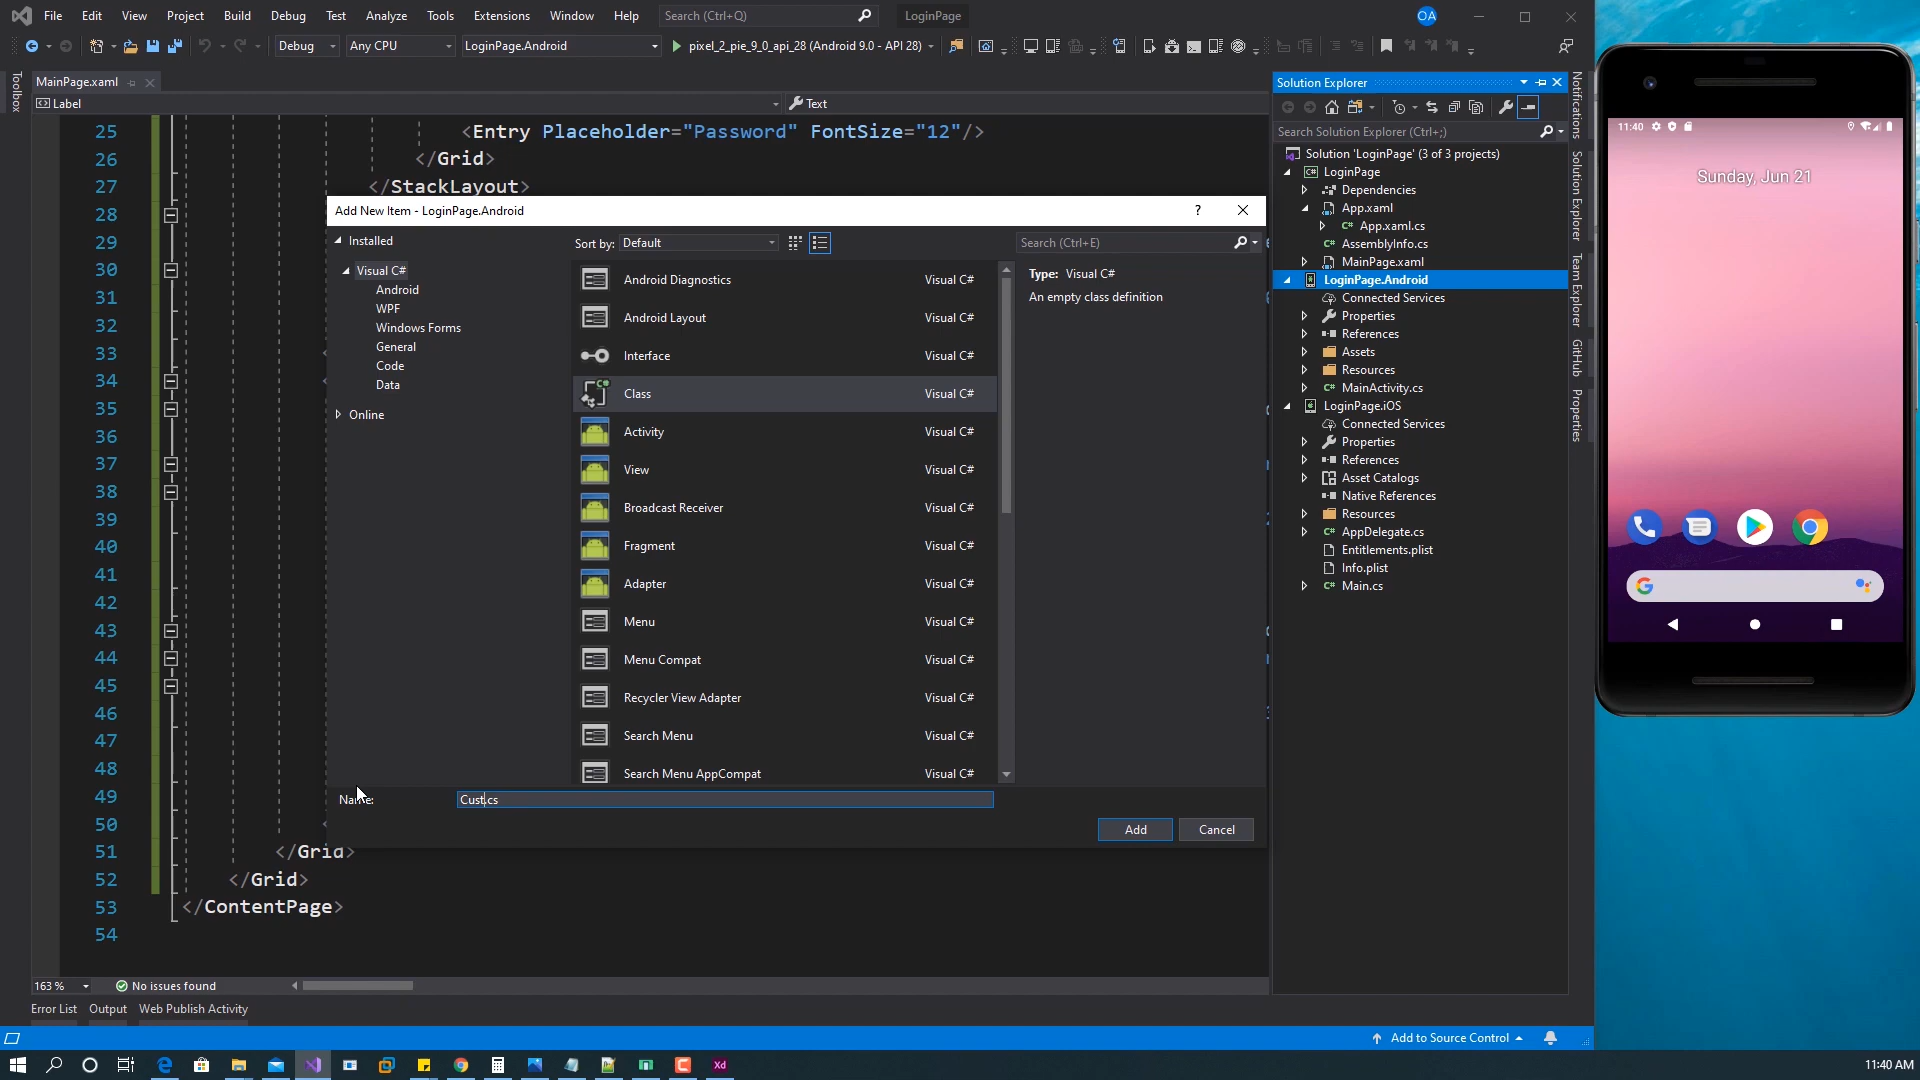 File Edit View Project Build Debug Test Analyze Tools Extensions Window Help Search (Ctrl+Q) LoginPage OA
Debug Any CPU LoginPage.Android pixel_2_pie_9_0_api_28 (Android 9.0 - API 28)
Toolbox
MainPage.xaml
Label Text
25 <Entry Placeholder="Password" FontSize="12"/>
26 </Grid>
27 </StackLayout>
28
29
30
31
32
33
34
35
36
37
38
39
40
41
42
43
44
45
46
47
48
49
50
51 </Grid>
52 </Grid>
53 </ContentPage>
54
Add New Item - LoginPage.Android ?
Installed
Visual C#
Android
WPF
Windows Forms
General
Code
Data
Online
Sort by: Default
Search (Ctrl+E)
Android Diagnostics Visual C#
Android Layout Visual C#
Interface Visual C#
Class Visual C#
Activity Visual C#
View Visual C#
Broadcast Receiver Visual C#
Fragment Visual C#
Adapter Visual C#
Menu Visual C#
Menu Compat Visual C#
Recycler View Adapter Visual C#
Search Menu Visual C#
Search Menu AppCompat Visual C#
Type: Visual C#
An empty class definition
Name: Cust.cs
Add Cancel
Solution Explorer
Search Solution Explorer (Ctrl+;)
Solution 'LoginPage' (3 of 3 projects)
LoginPage
Dependencies
App.xaml
App.xaml.cs
AssemblyInfo.cs
MainPage.xaml
LoginPage.Android
Connected Services
Properties
References
Assets
Resources
MainActivity.cs
LoginPage.iOS
Connected Services
Properties
References
Asset Catalogs
Native References
Resources
AppDelegate.cs
Entitlements.plist
Info.plist
Main.cs
Notifications
Solution Explorer
Team Explorer
GitHub
Properties
11:40
Sunday, Jun 21
163 % No issues found
Error List Output Web Publish Activity
Add to Source Control
Xd
11:40 AM